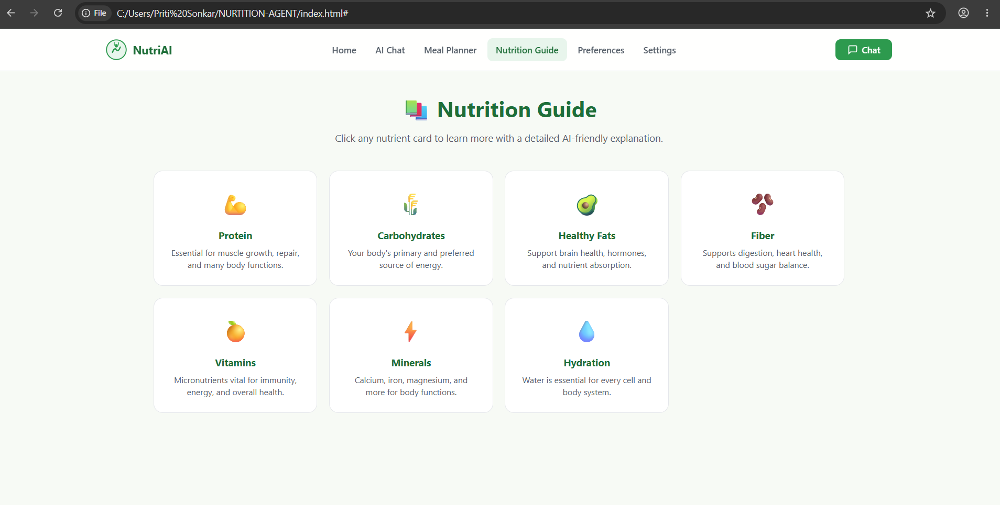 File C:/Users/Priti%20Sonkar/NURTITION-AGENT/index.html#
NutriAI
Home AI Chat Meal Planner Nutrition Guide Preferences Settings
Chat
Nutrition Guide
Click any nutrient card to learn more with a detailed AI-friendly explanation.
Protein
Essential for muscle growth, repair,
and many body functions.
Carbohydrates
Your body's primary and preferred
source of energy.
Healthy Fats
Support brain health, hormones,
and nutrient absorption.
Fiber
Supports digestion, heart health,
and blood sugar balance.
Vitamins
Micronutrients vital for immunity,
energy, and overall health.
Minerals
Calcium, iron, magnesium, and
more for body functions.
Hydration
Water is essential for every cell and
body system.